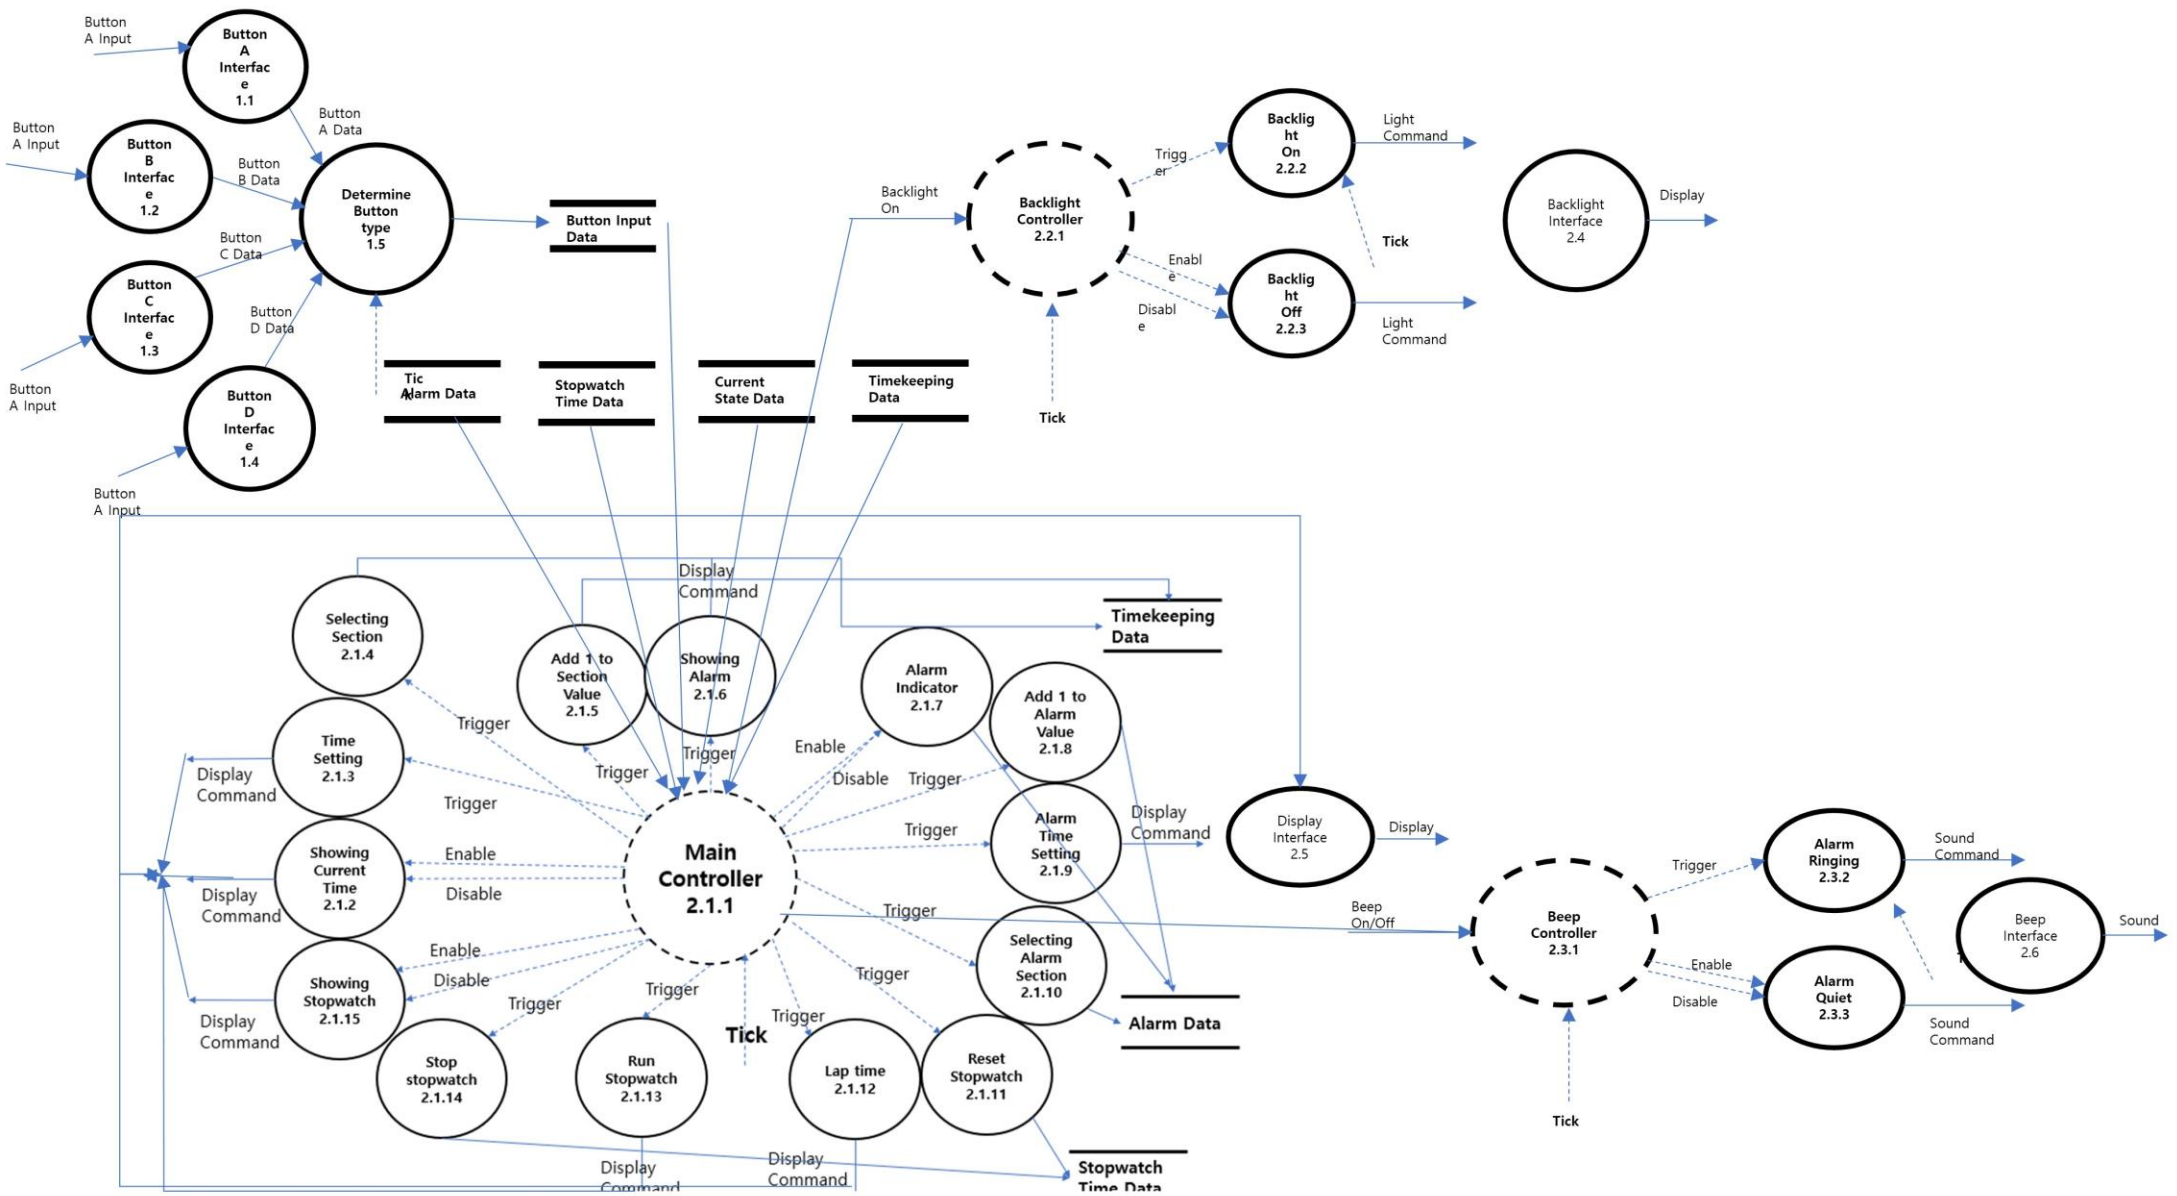 Button
A Input
Button
A
Interfac
e
1.1
Button
A Data
Button
A Input
Button
B
Interfac
e
1.2
Button
B Data
Determine
Button
type
1.5
Button Input
Data
Button
C Data
Button
C
Interfac
e
1.3
Button
A Input
Button
D Data
Button
D
Interfac
e
1.4
Button
A Input
Tic
k
Alarm Data
Stopwatch
Time Data
Current
State Data
Timekeeping
Data
Backlight
On
Backlight
Controller
2.2.1
Trigg
er
Enabl
e
Disabl
e
Tick
Backlig
ht
On
2.2.2
Light
Command
Tick
Backlig
ht
Off
2.2.3
Light
Command
Backlight
Interface
2.4
Display
Display
Command
Selecting
Section
2.1.4
Add 1 to
Section
Value
2.1.5
Showing
Alarm
2.1.6
Alarm
Indicator
2.1.7
Add 1 to
Alarm
Value
2.1.8
Timekeeping
Data
Time
Setting
2.1.3
Display
Command
Trigger
Trigger
Trigger
Trigger
Enable
Disable
Trigger
Trigger
Alarm
Time
Setting
2.1.9
Display
Command
Showing
Current
Time
2.1.2
Display
Command
Enable
Disable
Main
Controller
2.1.1
Trigger
Selecting
Alarm
Section
2.1.10
Showing
Stopwatch
2.1.15
Display
Command
Enable
Disable
Trigger
Trigger
Tick
Trigger
Trigger
Alarm Data
Stop
stopwatch
2.1.14
Run
Stopwatch
2.1.13
Lap time
2.1.12
Reset
Stopwatch
2.1.11
Display
Command
Display
Command
Stopwatch
Time Data
Display
Interface
2.5
Display
Beep
On/Off
Beep
Controller
2.3.1
Trigger
Enable
Disable
Tick
Alarm
Ringing
2.3.2
Sound
Command
Alarm
Quiet
2.3.3
Sound
Command
Beep
Interface
2.6
Sound